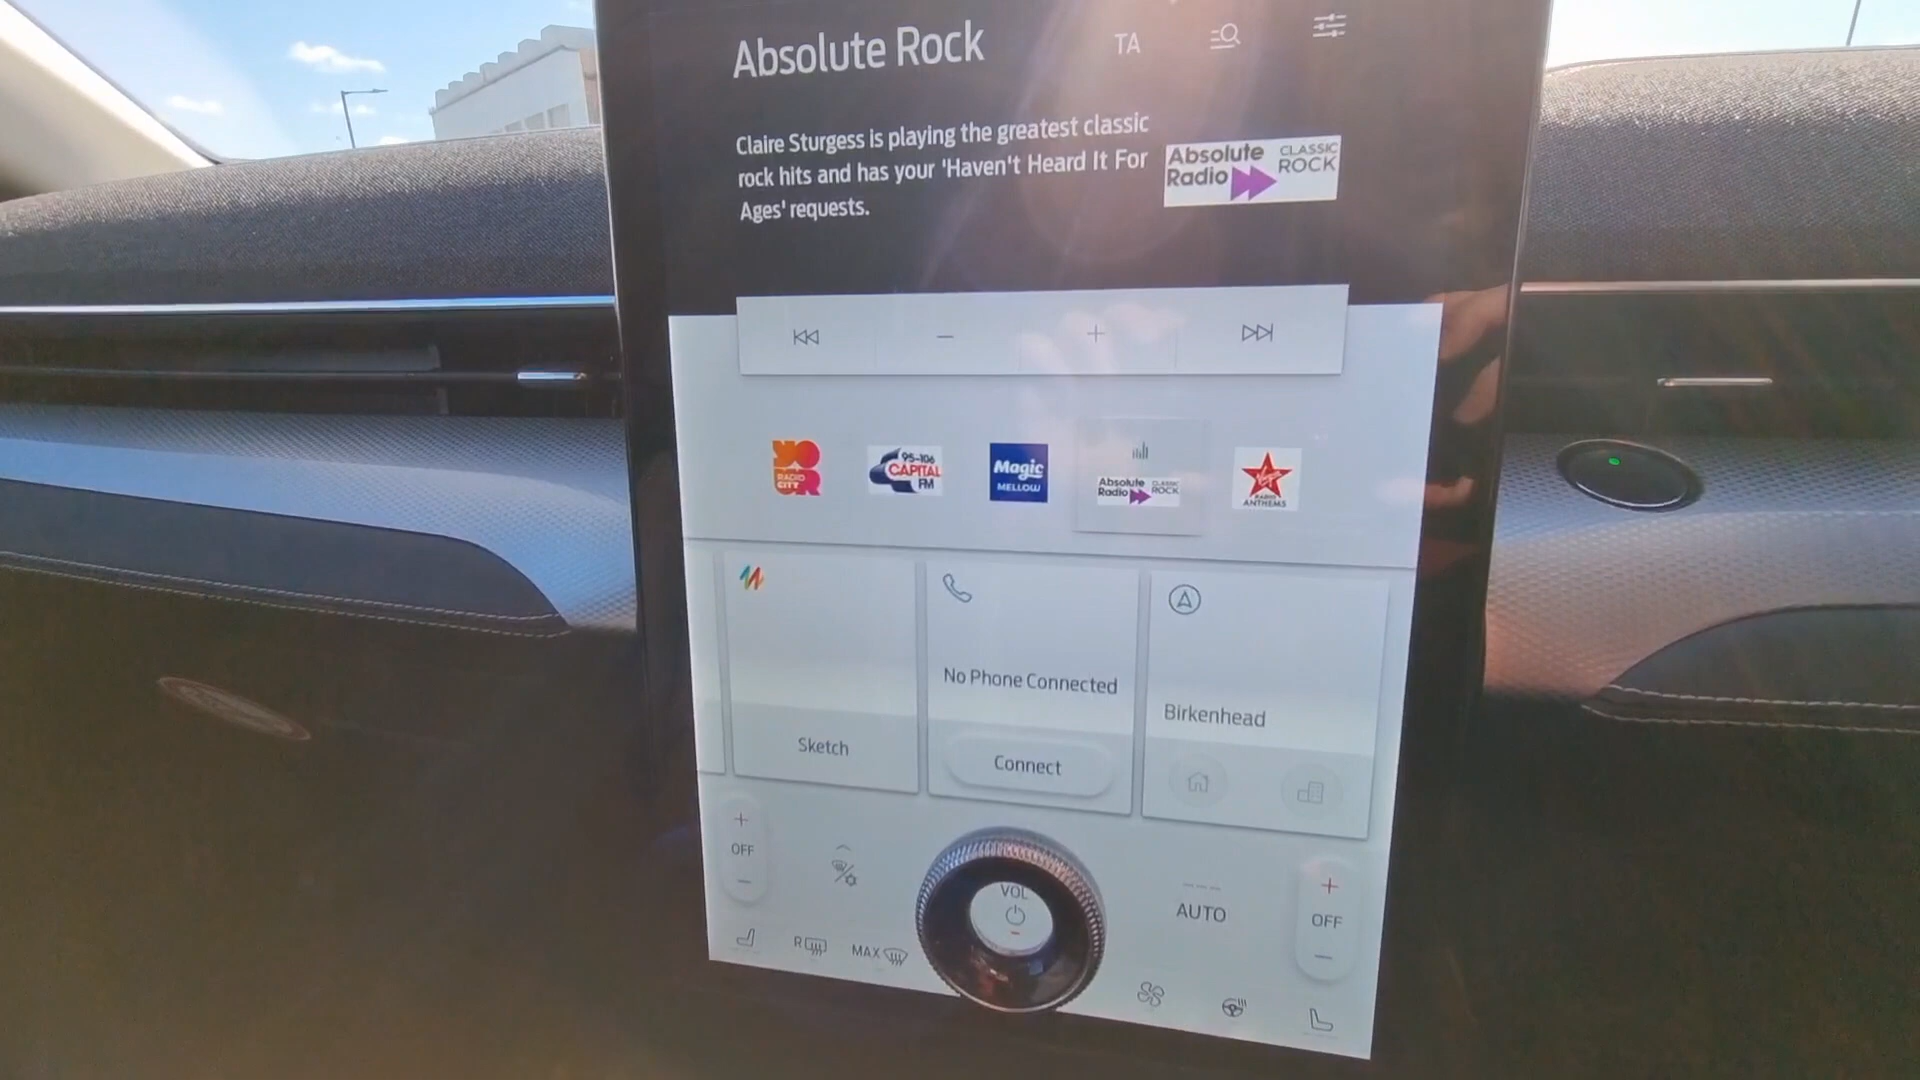 Absolute Rock
TA
Claire Sturgess is playing the greatest classic
rock hits and has your 'Haven't Heard It For
Ages' requests.
Absolute
Radio
CLASSIC
ROCK
YOUR
RADIO
CITY
95-106
CAPITAL
FM
Magic
MELLOW
Absolute
Radio
CLASSIC
ROCK
Virgin
RADIO
ANTHEMS
Sketch
No Phone Connected
Connect
Birkenhead
OFF
VOL
AUTO
OFF
R
MAX